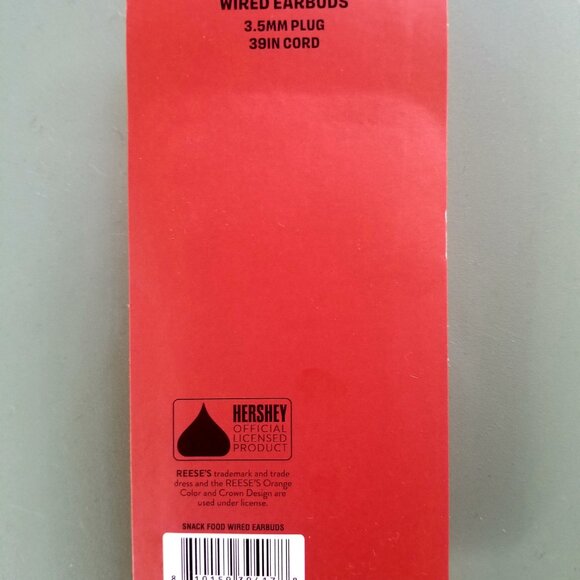 WIRED EARBUDS
3.5MM PLUG
39IN CORD
HERSHEY
OFFICIAL
LICENSED
PRODUCT
REESE'S trademark and trade
dress and the REESE'S Orange
Color and Crown Design are
used under license.
SNACK FOOD WIRED EARBUDS